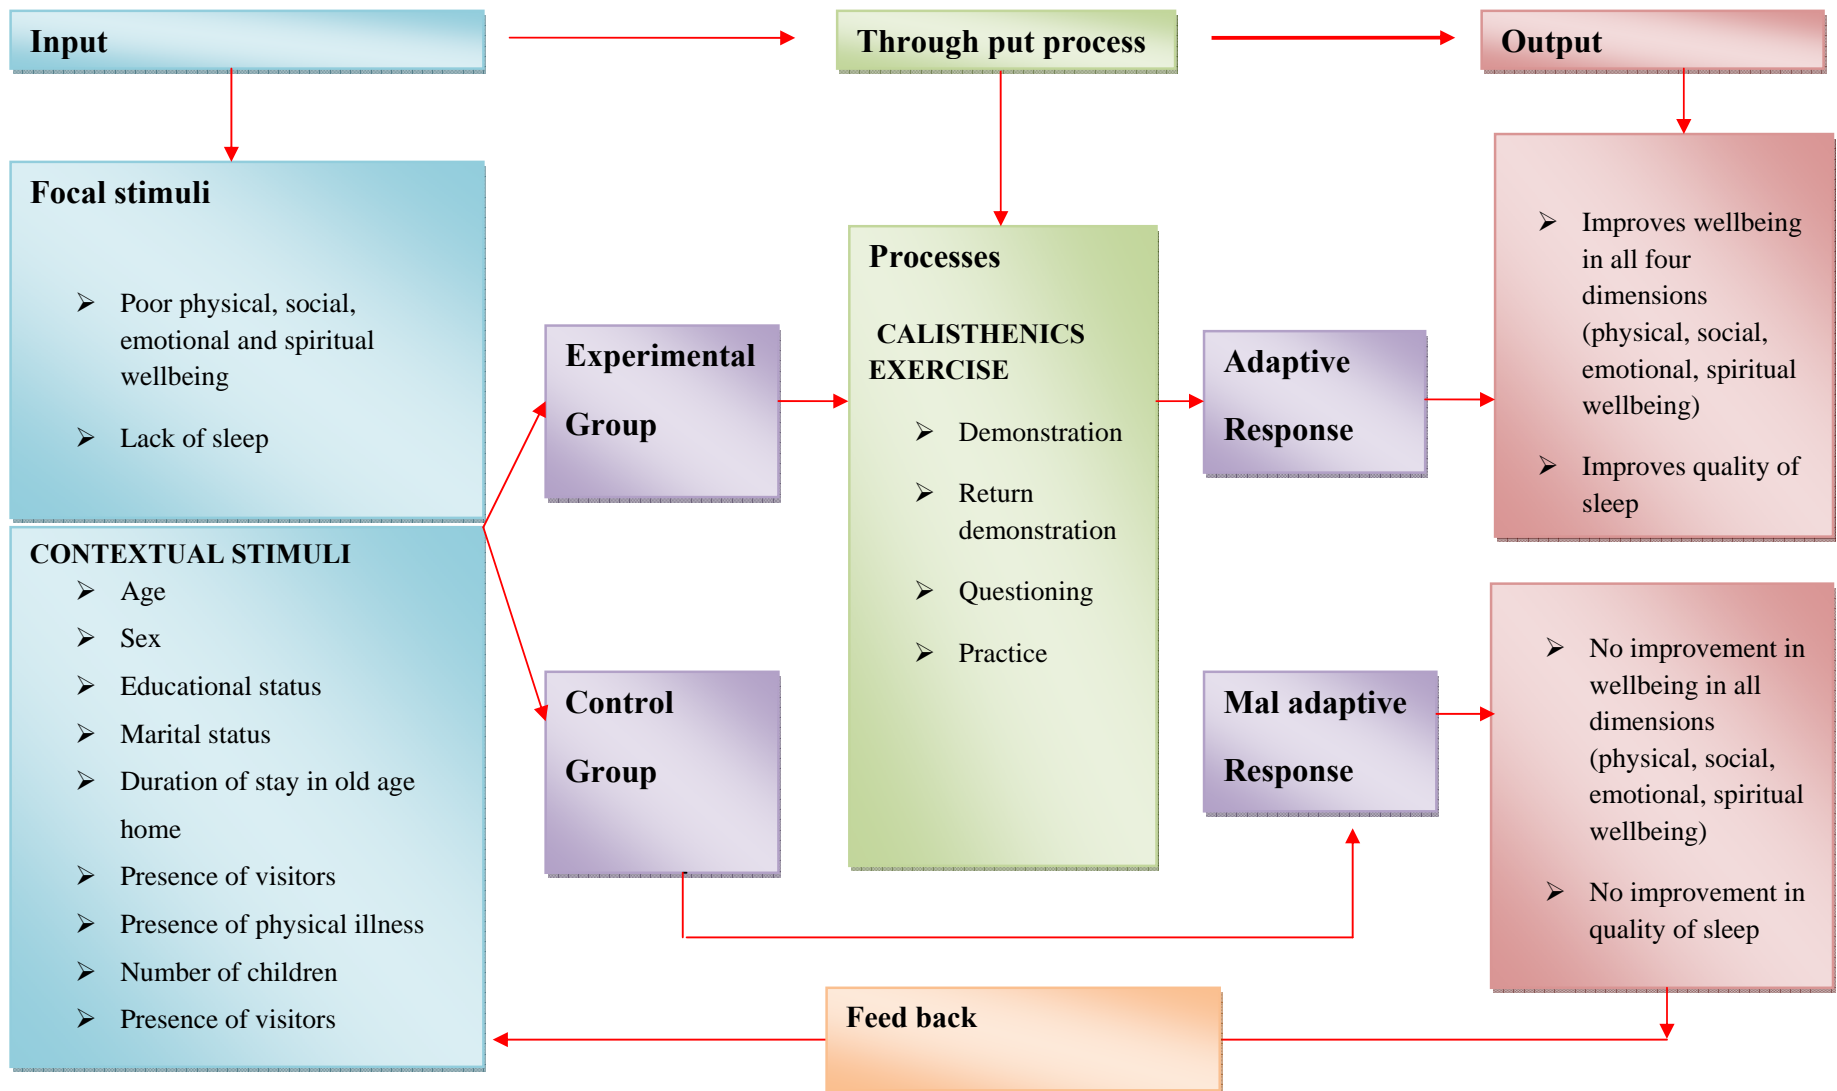 Input
Through put process
Output
Focal stimuli
➢ Poor physical, social,
emotional and spiritual
wellbeing
➢ Lack of sleep
CONTEXTUAL STIMULI
➢ Age
➢ Sex
➢ Educational status
➢ Marital status
➢ Duration of stay in old age
home
➢ Presence of visitors
➢ Presence of physical illness
➢ Number of children
➢ Presence of visitors
Experimental
Group
Control
Group
Processes
CALISTHENICS
EXERCISE
➢ Demonstration
➢ Return
demonstration
➢ Questioning
➢ Practice
Adaptive
Response
Mal adaptive
Response
➢ Improves wellbeing
in all four
dimensions
(physical, social,
emotional, spiritual
wellbeing)
➢ Improves quality of
sleep
➢ No improvement in
wellbeing in all
dimensions
(physical, social,
emotional, spiritual
wellbeing)
➢ No improvement in
quality of sleep
Feed back